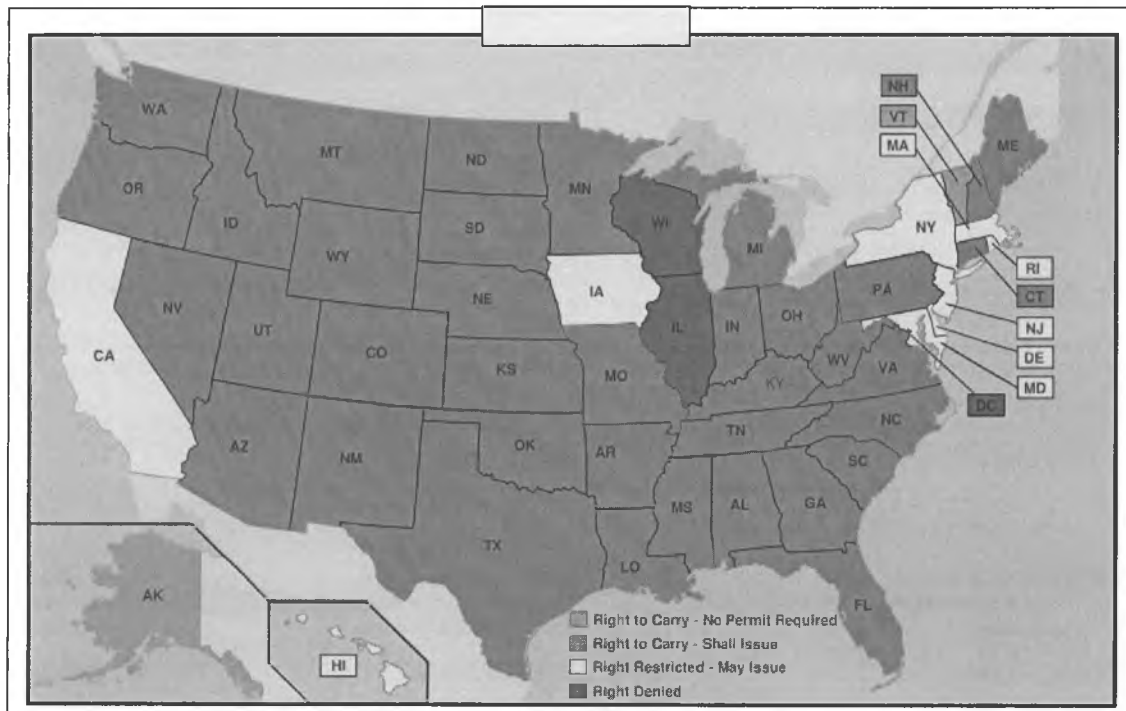 NH
VT
MA
WA
MT
ND
MN
ME
OR
ID
SD
WI
MI
NY
WY
RI
CT
NJ
DE
MD
DC
IA
NE
PA
NV
UT
CO
IL
IN
OH
CA
KS
MO
WV
VA
KY
AZ
NM
OK
AR
TN
NC
SC
MS
AL
GA
TX
LO
FL
AK
HI
Right to Carry - No Permit Required
Right to Carry - Shall Issue
Right Restricted - May Issue
Right Denied